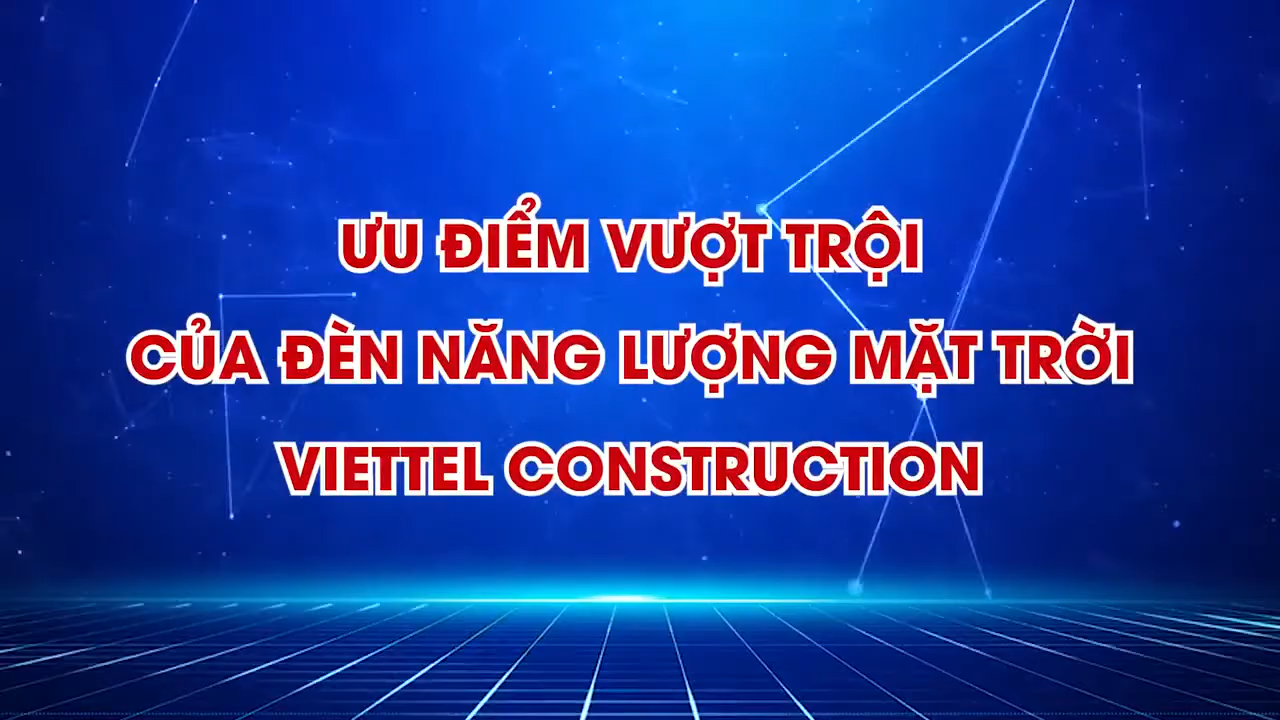 ƯU ĐIỂM VƯỢT TRỘI
CỦA ĐÈN NĂNG LƯỢNG MẶT TRỜI
VIETTEL CONSTRUCTION